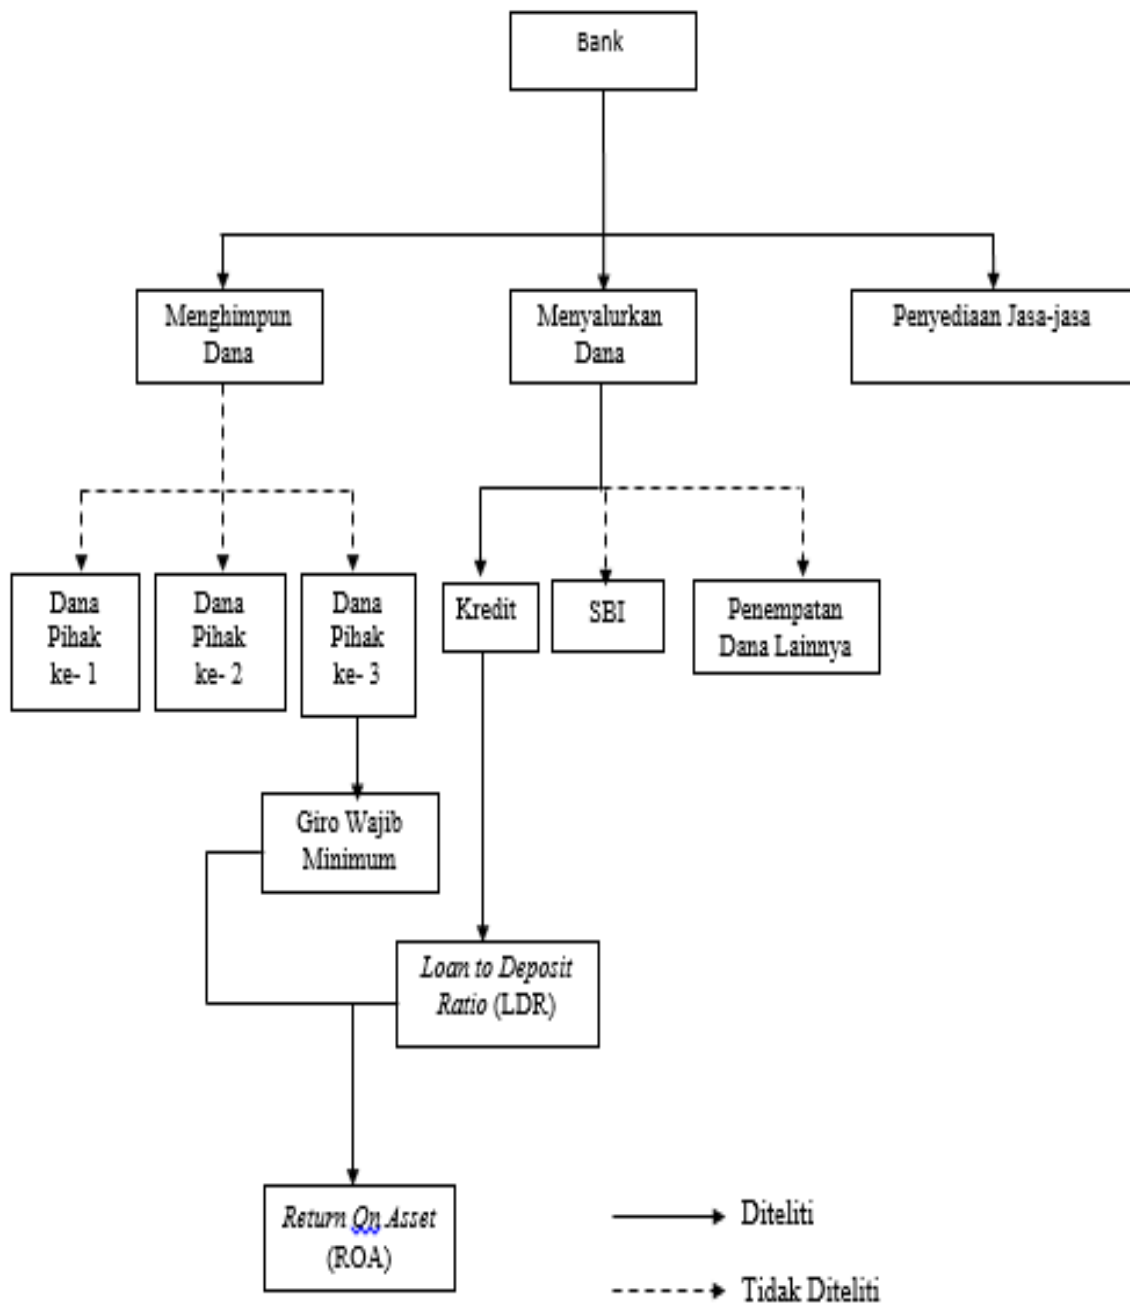 Bank
Menghimpun
Dana
Menyalurkan
Dana
Penyediaan Jasa-jasa
Dana
Pihak
ke- 1
Dana
Pihak
ke- 2
Dana
Pihak
ke- 3
Kredit
SBI
Penempatan
Dana Lainnya
Giro Wajib
Minimum
Loan to Deposit
Ratio (LDR)
Return On Asset
(ROA)
Diteliti
Tidak Diteliti